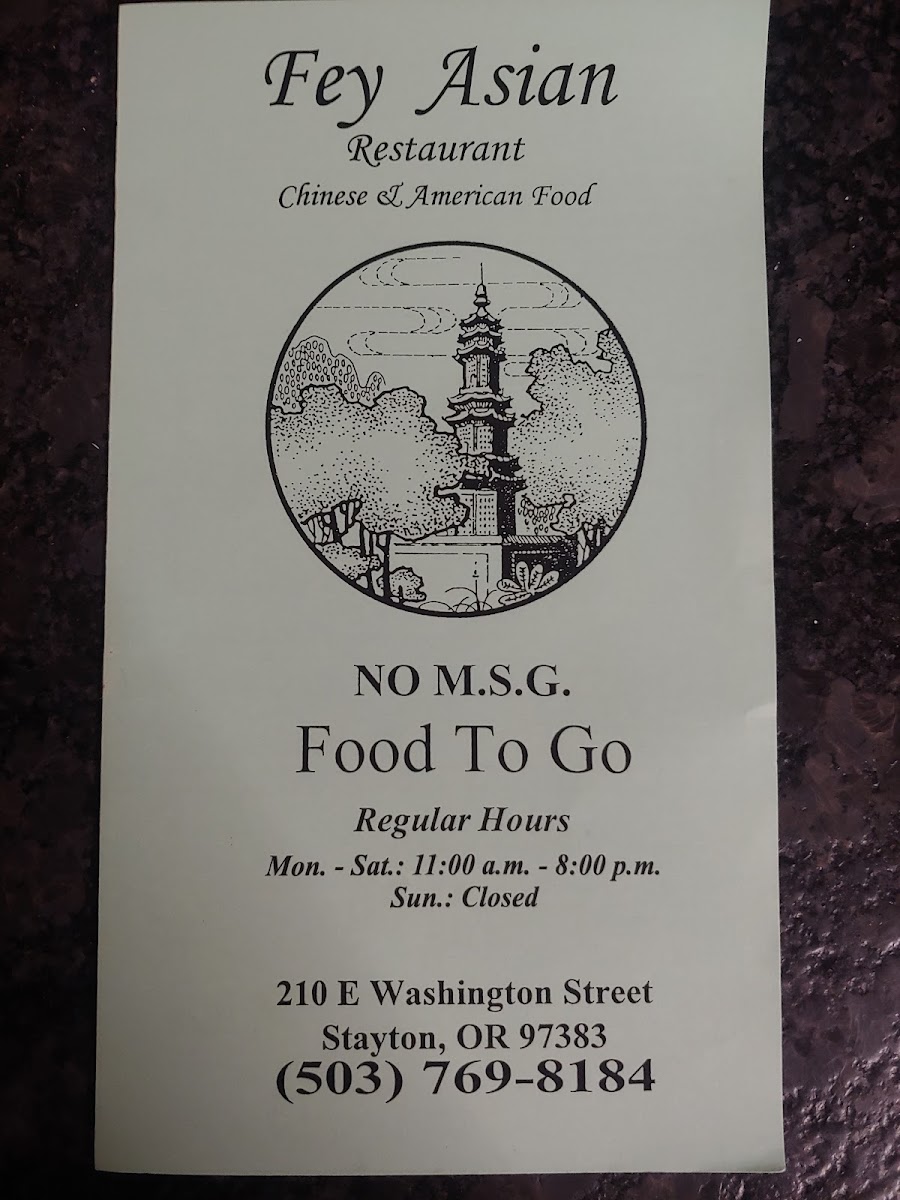 Fey Asian
Restaurant
Chinese & American Food
NO M.S.G.
Food To Go
Regular Hours
Mon. - Sat.: 11:00 a.m. - 8:00 p.m.
Sun.: Closed
210 E Washington Street
Stayton, OR 97383
(503) 769-8184